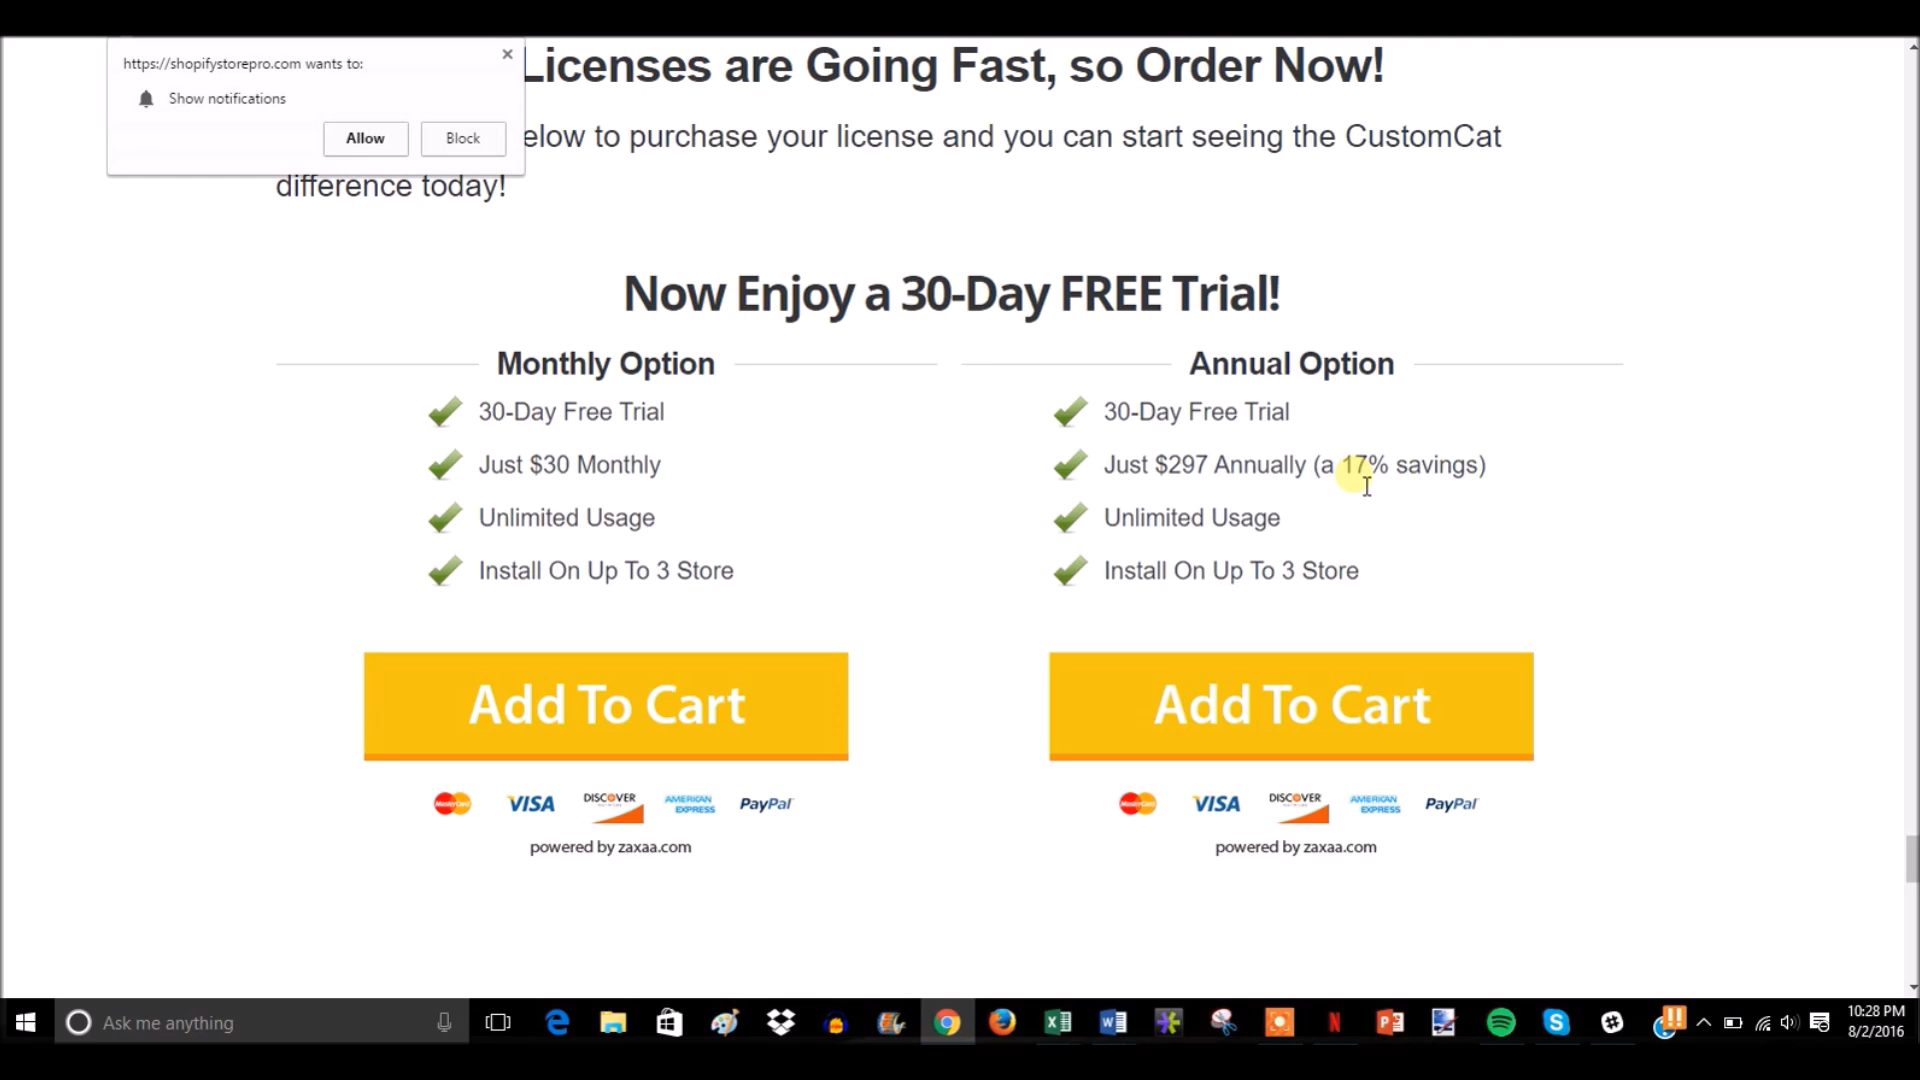 https://shopifystorepro.com wants to:
Show notifications
Allow
Block
Licenses are Going Fast, so Order Now!
elow to purchase your license and you can start seeing the CustomCat
difference today!
Now Enjoy a 30-Day FREE Trial!
Monthly Option
30-Day Free Trial
Just $30 Monthly
Unlimited Usage
Install On Up To 3 Store
Add To Cart
MasterCard VISA DISCOVER AMERICAN EXPRESS PayPal
powered by zaxaa.com
Annual Option
30-Day Free Trial
Just $297 Annually (a 17% savings)
Unlimited Usage
Install On Up To 3 Store
Add To Cart
MasterCard VISA DISCOVER AMERICAN EXPRESS PayPal
powered by zaxaa.com
Ask me anything
10:28 PM
8/2/2016